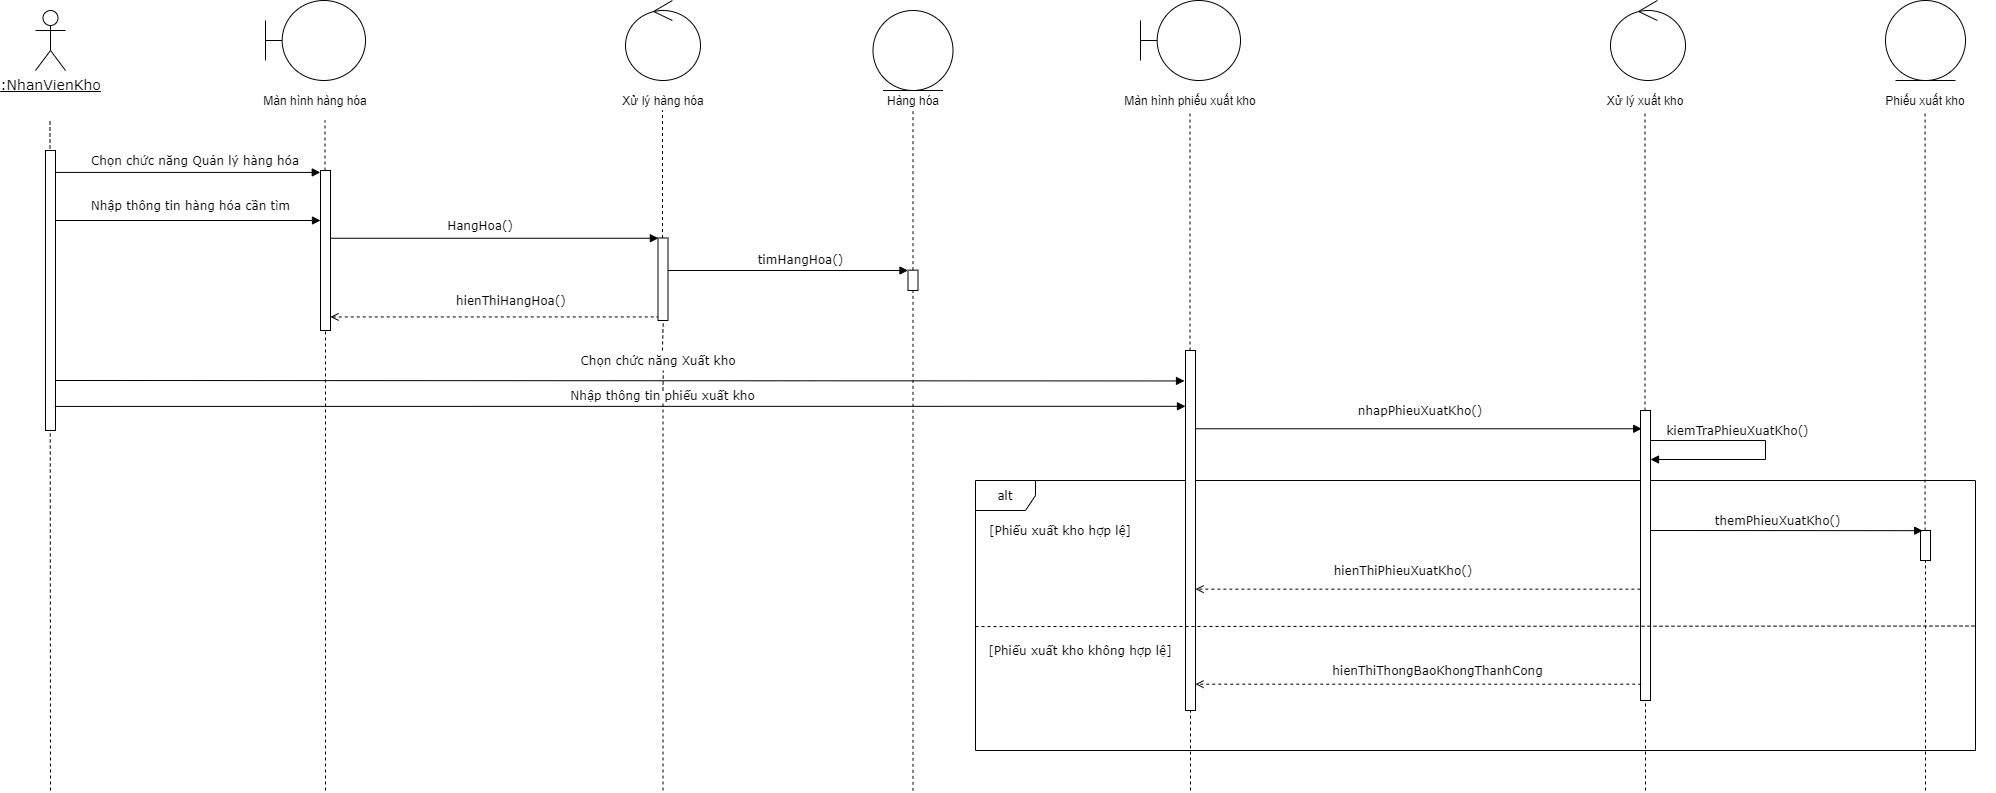 :NhanVienKho
Màn hình hàng hóa
Xử lý hàng hóa
Hàng hóa
Màn hình phiếu xuất kho
Xử lý xuất kho
Phiếu xuất kho
Chọn chức năng Quản lý hàng hóa
Nhập thông tin hàng hóa cần tìm
HangHoa()
timHangHoa()
hienThiHangHoa()
Chọn chức năng Xuất kho
Nhập thông tin phiếu xuất kho
nhapPhieuXuatKho()
kiemTraPhieuXuatKho()
alt
[Phiếu xuất kho hợp lệ]
themPhieuXuatKho()
hienThiPhieuXuatKho()
[Phiếu xuất kho không hợp lệ]
hienThiThongBaoKhongThanhCong